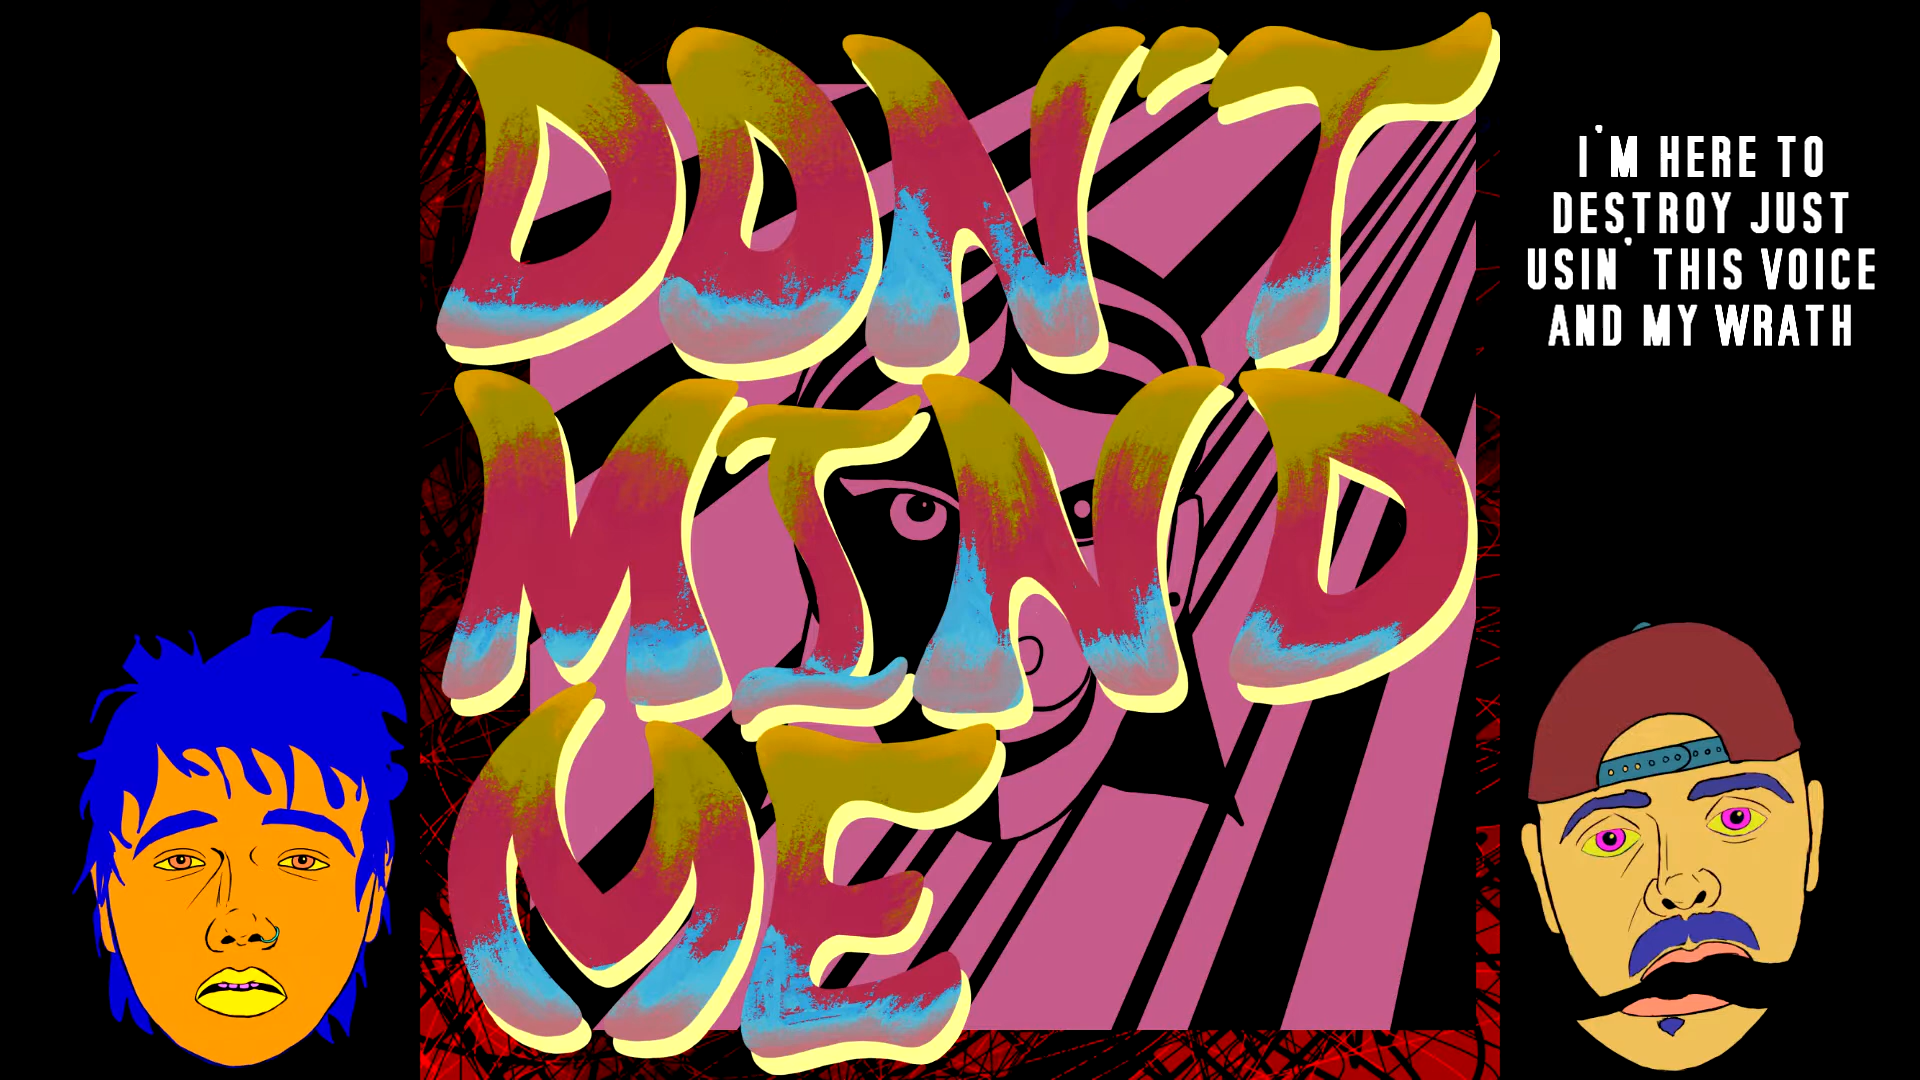 DON'T
MIND
ME
I'M HERE TO
DESTROY JUST
USIN' THIS VOICE
AND MY WRATH